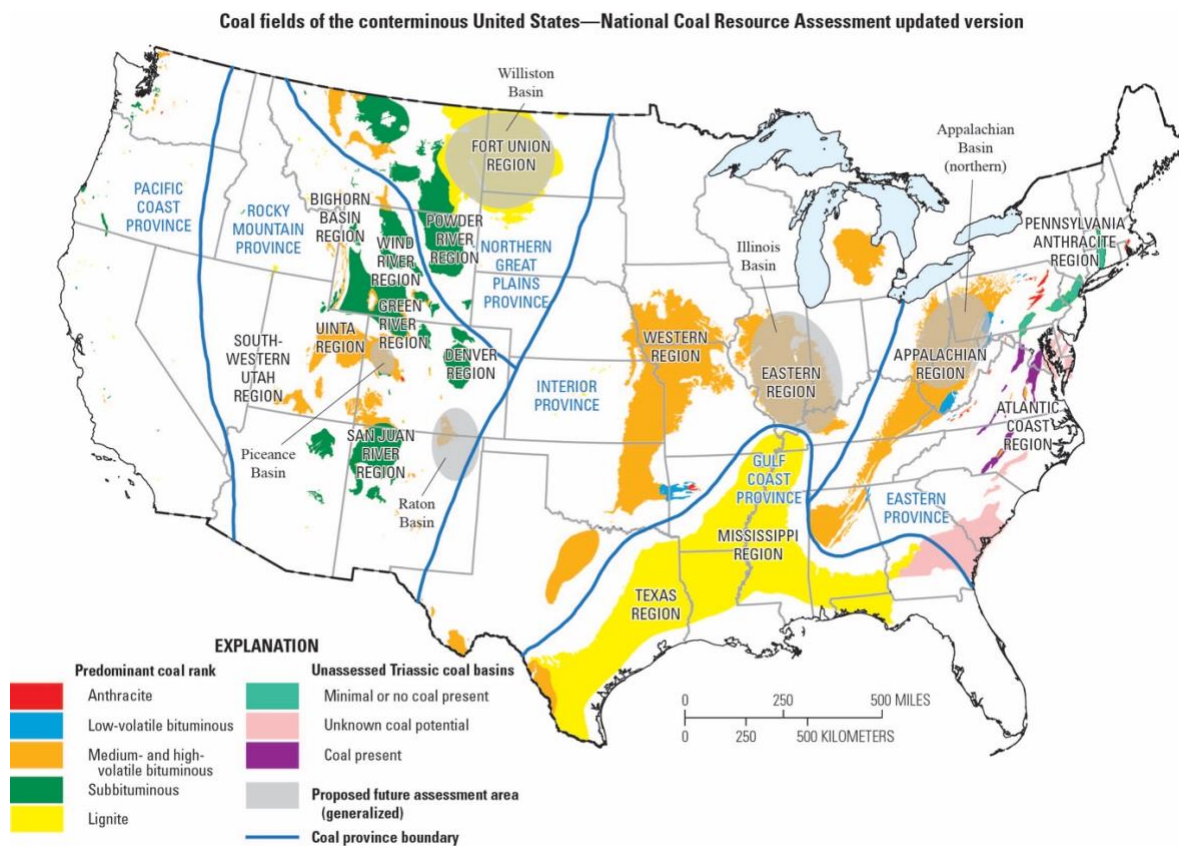 Coal fields of the conterminous United States—National Coal Resource Assessment updated version
Williston
Basin
Appalachian
Basin
(northern)
FORT UNION
REGION
PACIFIC
COAST
PROVINCE
ROCKY
MOUNTAIN
PROVINCE
BIGHORN
BASIN
REGION
POWDER
RIVER
REGION
WIND
RIVER
REGION
NORTHERN
GREAT
PLAINS
PROVINCE
Illinois
Basin
PENNSYLVANIA
ANTHRACITE
REGION
GREEN
RIVER
REGION
UINTA
REGION
SOUTH-
WESTERN
UTAH
REGION
DENVER
REGION
WESTERN
REGION
EASTERN
REGION
APPALACHIAN
REGION
INTERIOR
PROVINCE
ATLANTIC
COAST
REGION
SAN JUAN
RIVER
REGION
Piceance
Basin
Raton
Basin
GULF
COAST
PROVINCE
EASTERN
PROVINCE
MISSISSIPPI
REGION
TEXAS
REGION
EXPLANATION
Predominant coal rank
Anthracite
Low-volatile bituminous
Medium- and high-
volatile bituminous
Subbituminous
Lignite
Unassessed Triassic coal basins
Minimal or no coal present
Unknown coal potential
Coal present
Proposed future assessment area
(generalized)
Coal province boundary
0 250 500 MILES
0 250 500 KILOMETERS